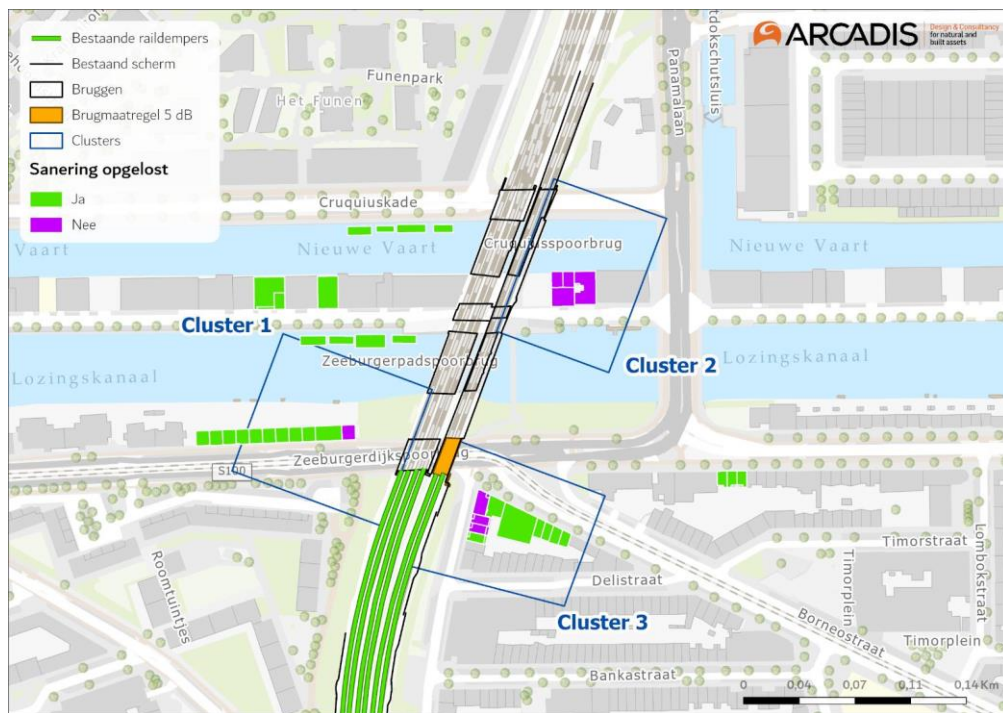 Bestaande raildempers
Bestaand scherm
Bruggen
Brugmaatregel 5 dB
Clusters
Sanering opgelost
Ja
Nee
ARCADIS
Design & Consultancy
for natural and
built assets
Funenpark
Het Funen
Panamalaan
Cruquiuskade
Nieuwe Vaart
Cruquiusspoorbrug
Nieuwe Vaart
Vaart
Cluster 1
Zeeburgerpadspoorbrug
Cluster 2
Lozingskanaal
Lozingskanaal
Zeeburgerdijkspoorbrug
S100
Roomtuintjes
Delistraat
Timorstraat
Timorplein
Lombokstraat
Cluster 3
Borneostraat
Timorplein
Bankastraat
0 0,04 0,07 0,11 0,14 Km